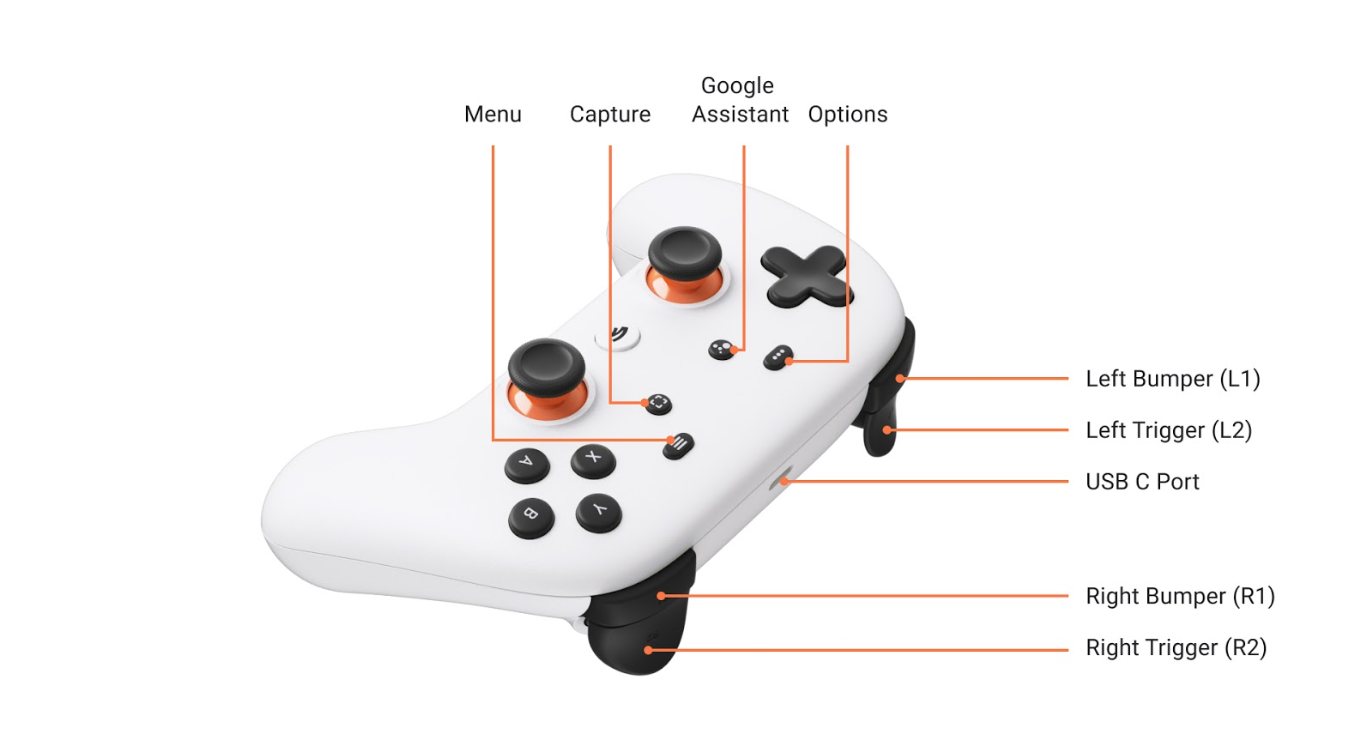 Google
Menu Capture Assistant Options
Left Bumper (L1)
Left Trigger (L2)
A X
USB C Port
B Y
Right Bumper (R1)
Right Trigger (R2)